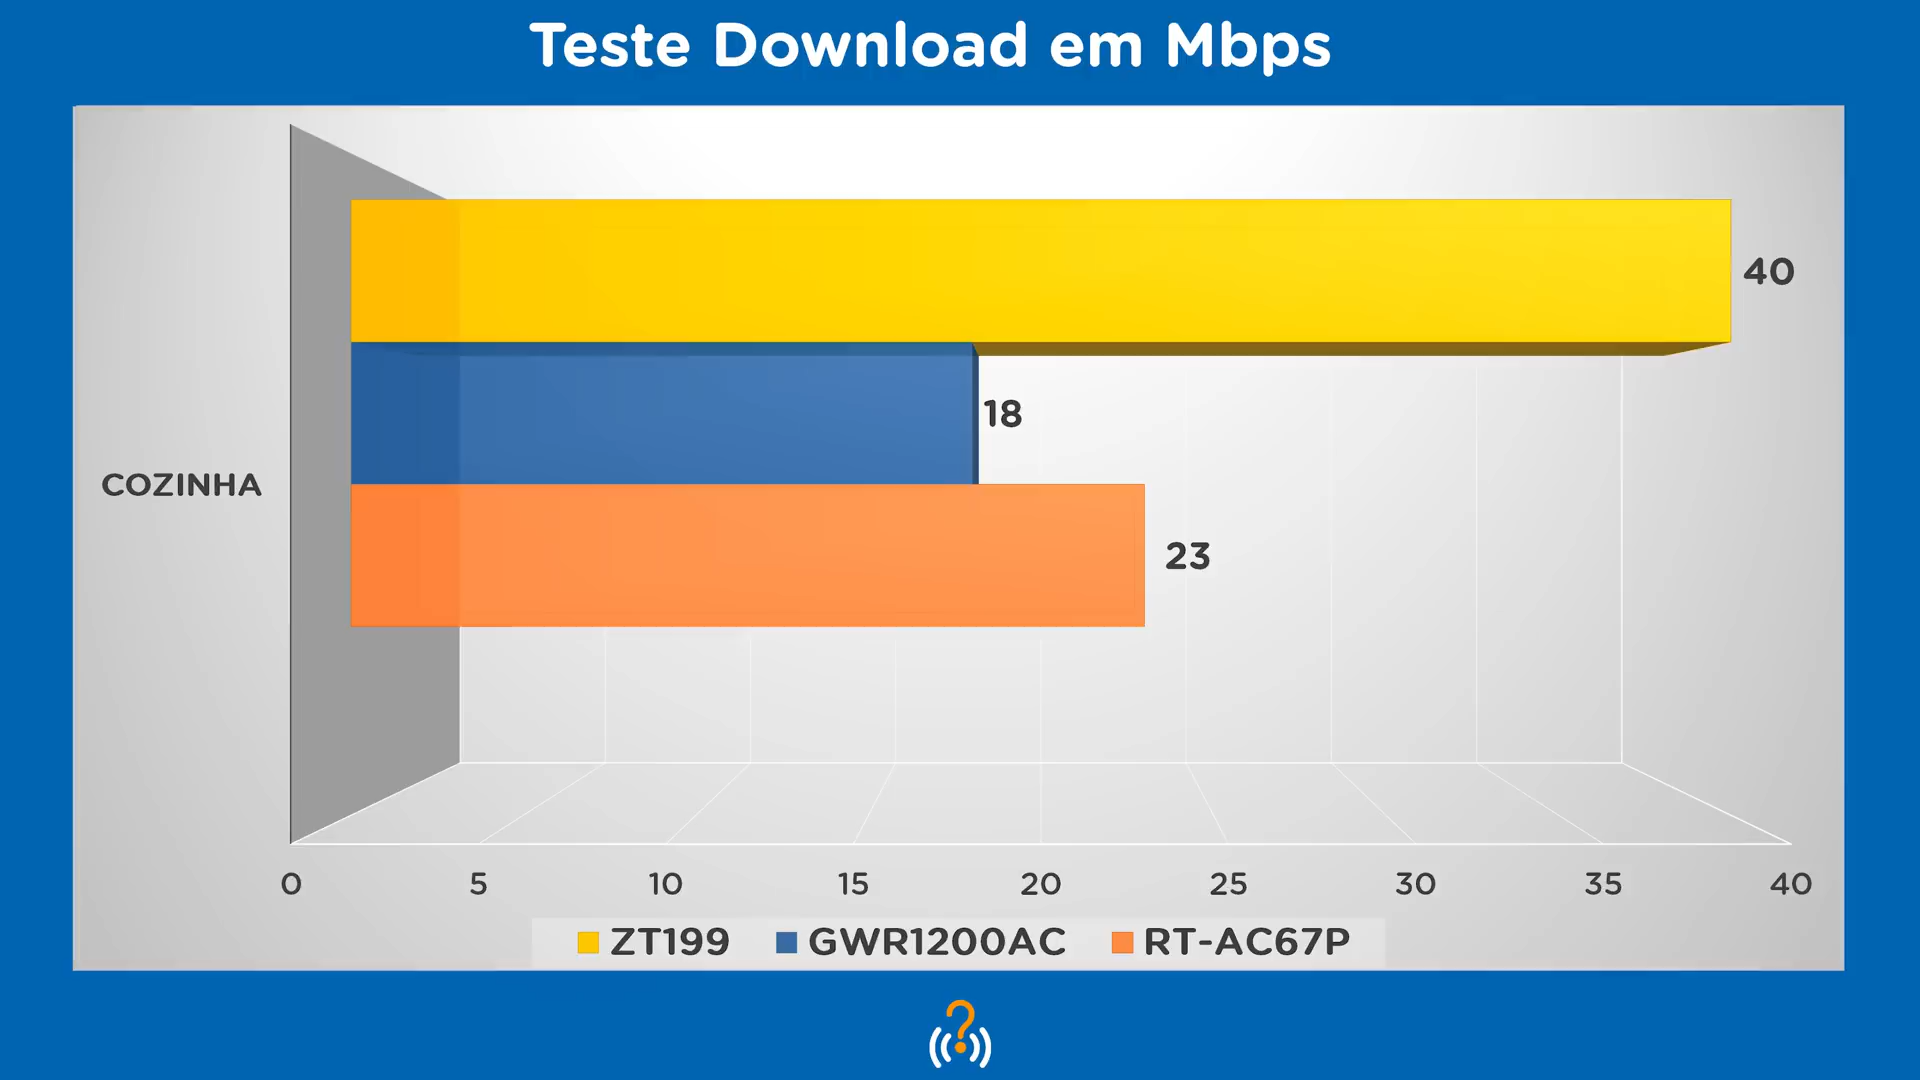 Teste Download em Mbps
40
18
COZINHA
23
0 5 10 15 20 25 30 35 40
ZT199 GWR1200AC RT-AC67P
?